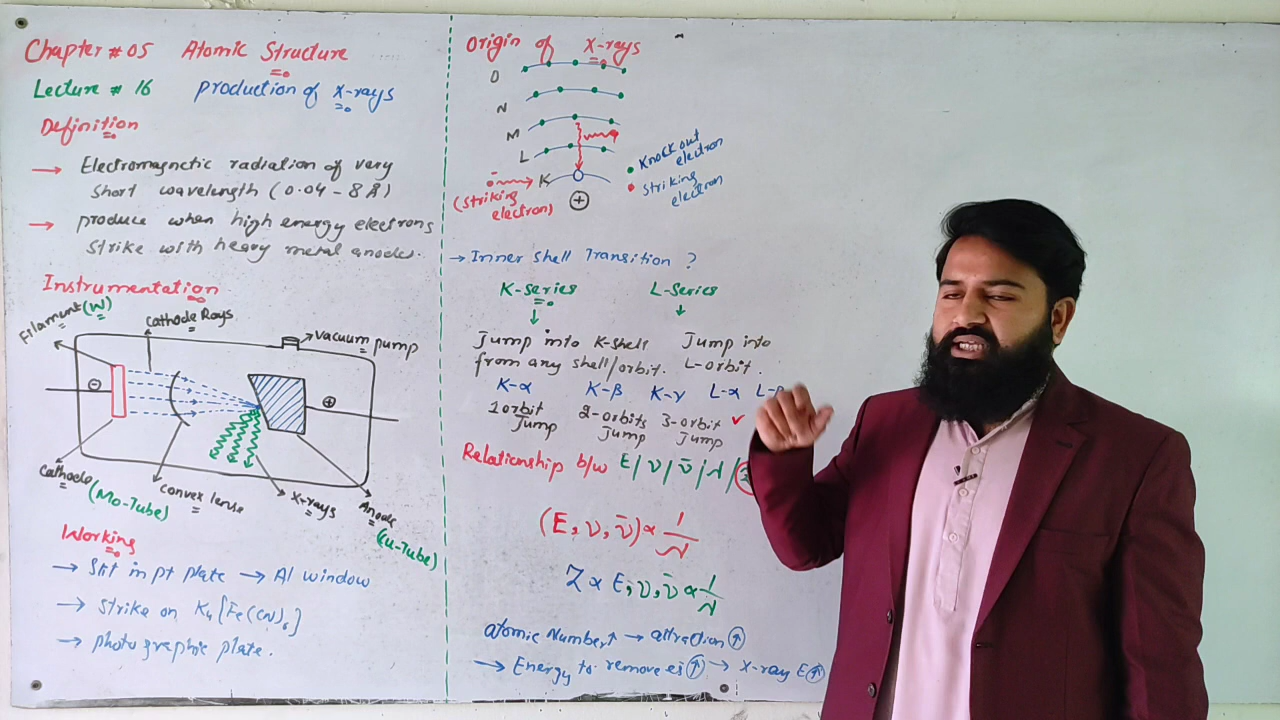 Chapter # 05 Atomic Structure
Lecture # 16 production of X-rays
Definition
→ Electromagnetic radiation of very
short wavelength (0.04 - 8 Å)
→ produce when high energy electrons
strike with heavy metal anodes.
Instrumentation
Filament (W)
Cathode Rays
vacuum pump
⊖
⊕
Cathode
(Mo-Tube)
Convex lense
X-rays
Anode
(Cu-Tube)
Working
→ Slit in pt plate → Al window
→ Strike on K4[Fe(CN)6]
→ photographic plate.
Origin of X-rays
O
N
M
L
K
⊕
(Striking electron)
Knock out electron
Striking electron
→ Inner shell Transition ?
K-Series L-Series
Jump into K-shell Jump into
from any shell/orbit. L-orbit.
K-α K-β K-γ L-α
1 orbit Jump
2-orbits Jump
3-orbit Jump ✓
Relationship b/w E / ν / ν̄ / λ /
(E, ν, ν̄) ∝ 1/λ
Z ∝ E, ν, ν̄ ∝ 1/λ
atomic Number↑ → attraction ↑
→ Energy to remove es ↑ → X-ray E ↑